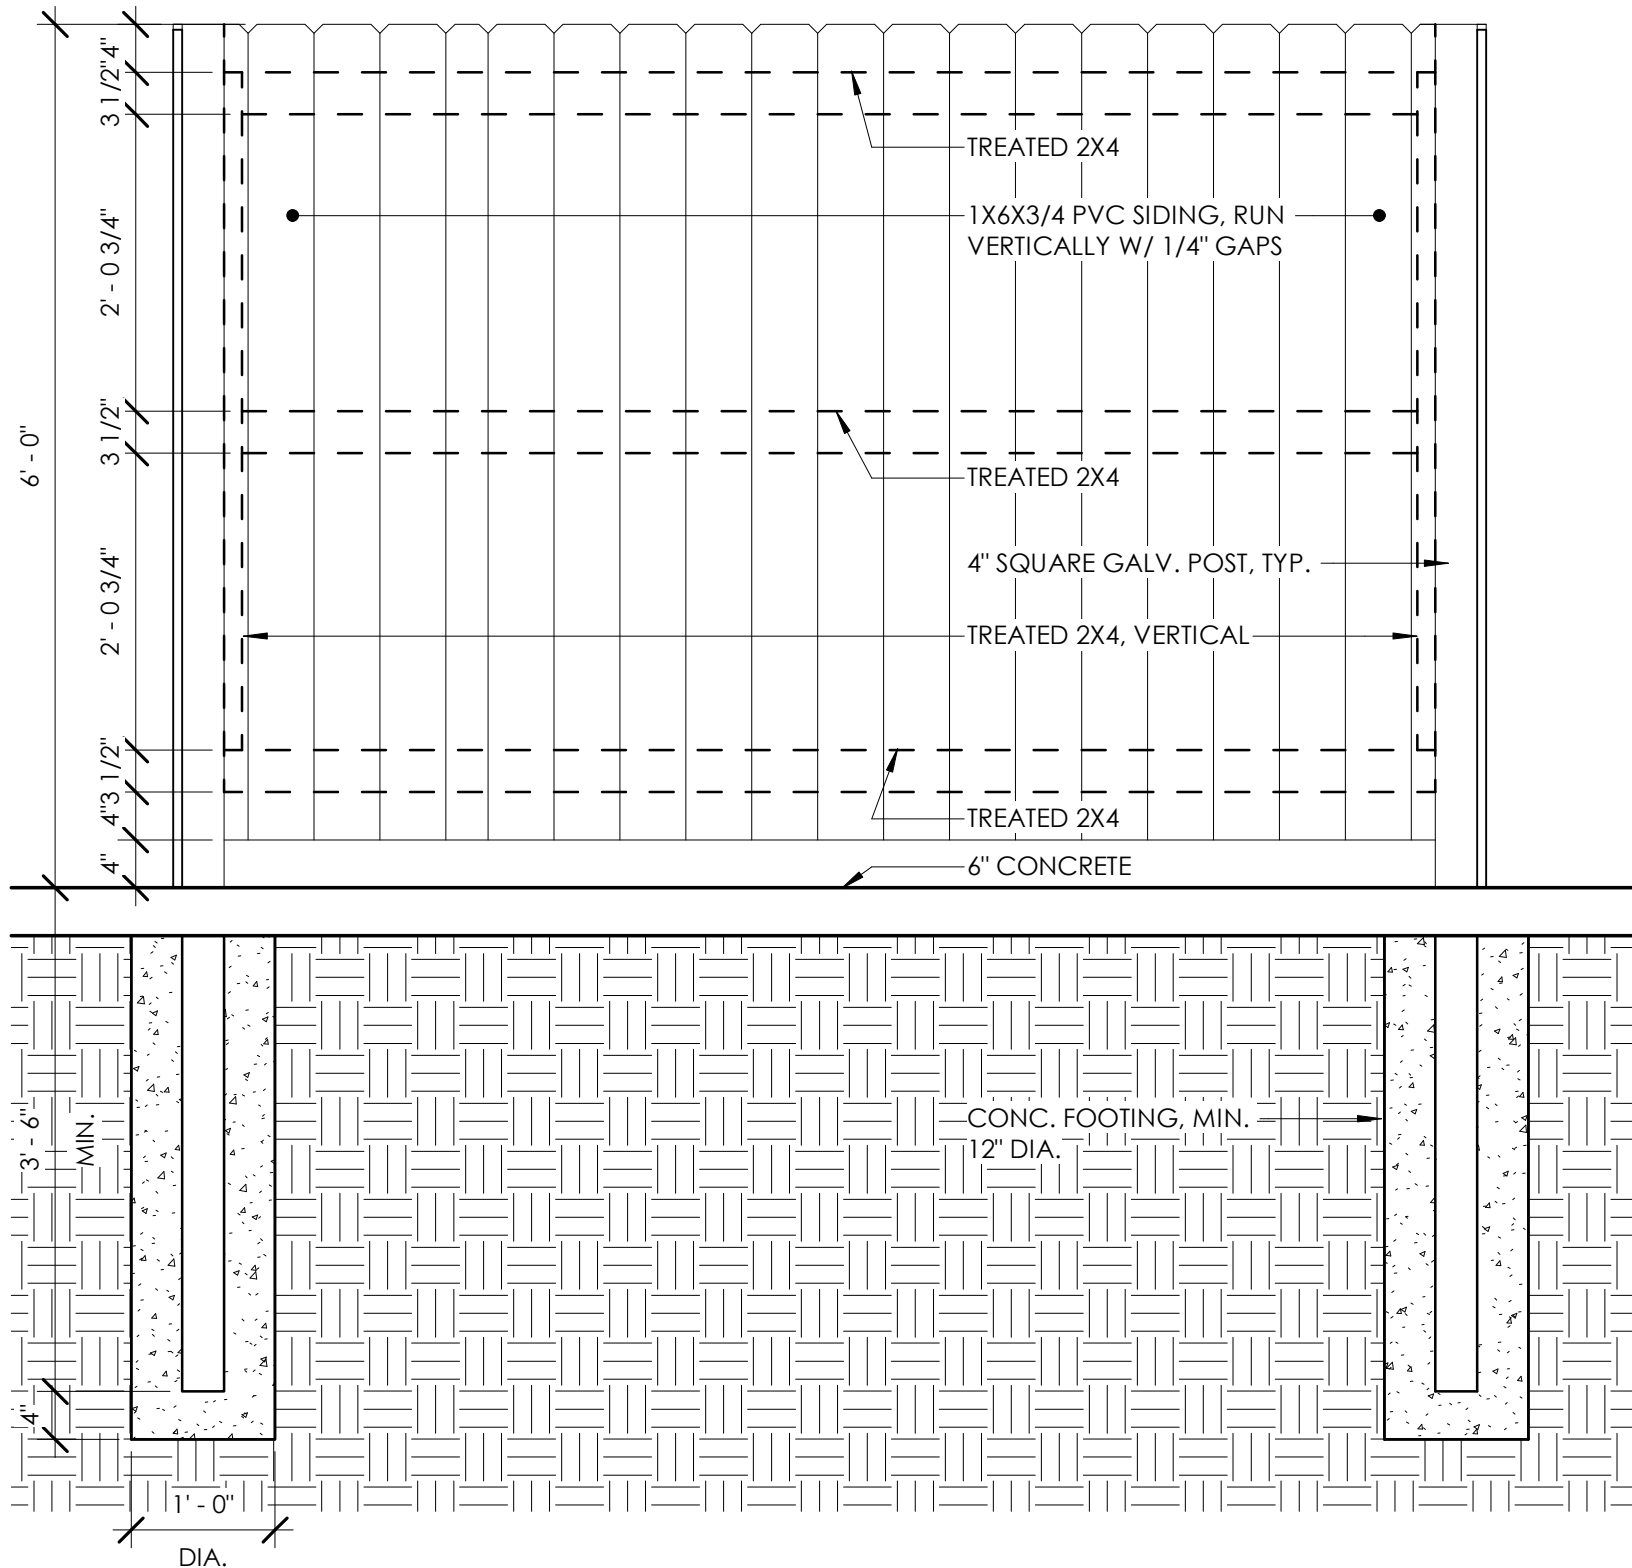 4"
3 1/2"
TREATED 2X4
1X6X3/4 PVC SIDING, RUN
VERTICALLY W/ 1/4" GAPS
2' - 0 3/4"
6' - 0"
3 1/2"
TREATED 2X4
4" SQUARE GALV. POST, TYP.
2' - 0 3/4"
TREATED 2X4, VERTICAL
3 1/2"
4"
TREATED 2X4
4"
6" CONCRETE
3' - 6"
MIN.
CONC. FOOTING, MIN.
12" DIA.
4"
1' - 0"
DIA.